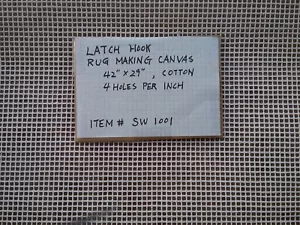 LATCH HOOK
RUG MAKING CANVAS
42" x 29", COTTON
4 HOLES PER INCH
ITEM # SW 1001